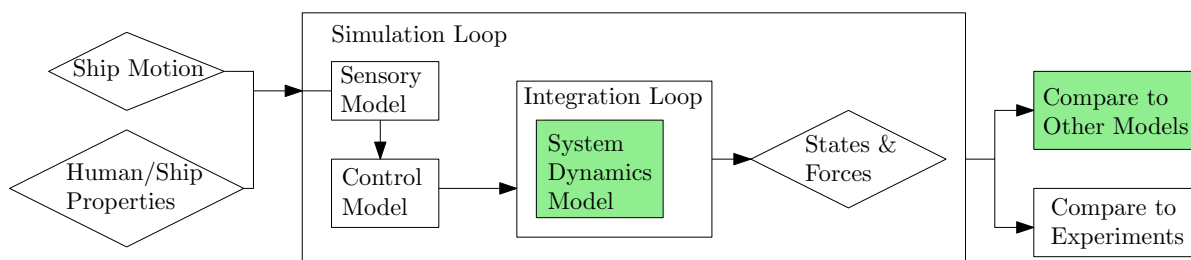 Simulation Loop
Ship Motion
Human/Ship
Properties
Sensory
Model
Control
Model
Integration Loop
System
Dynamics
Model
States &
Forces
Compare to
Other Models
Compare to
Experiments